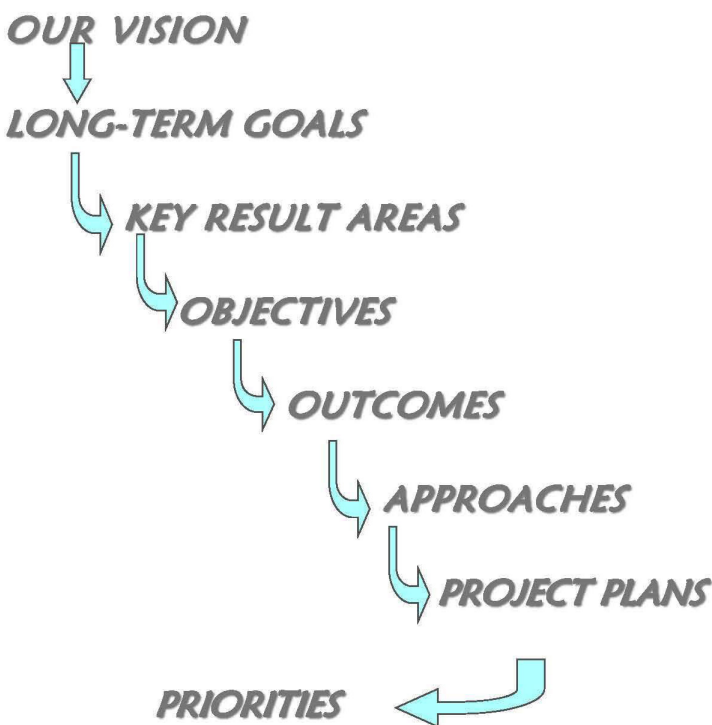 OUR VISION
LONG-TERM GOALS
KEY RESULT AREAS
OBJECTIVES
OUTCOMES
APPROACHES
PROJECT PLANS
PRIORITIES